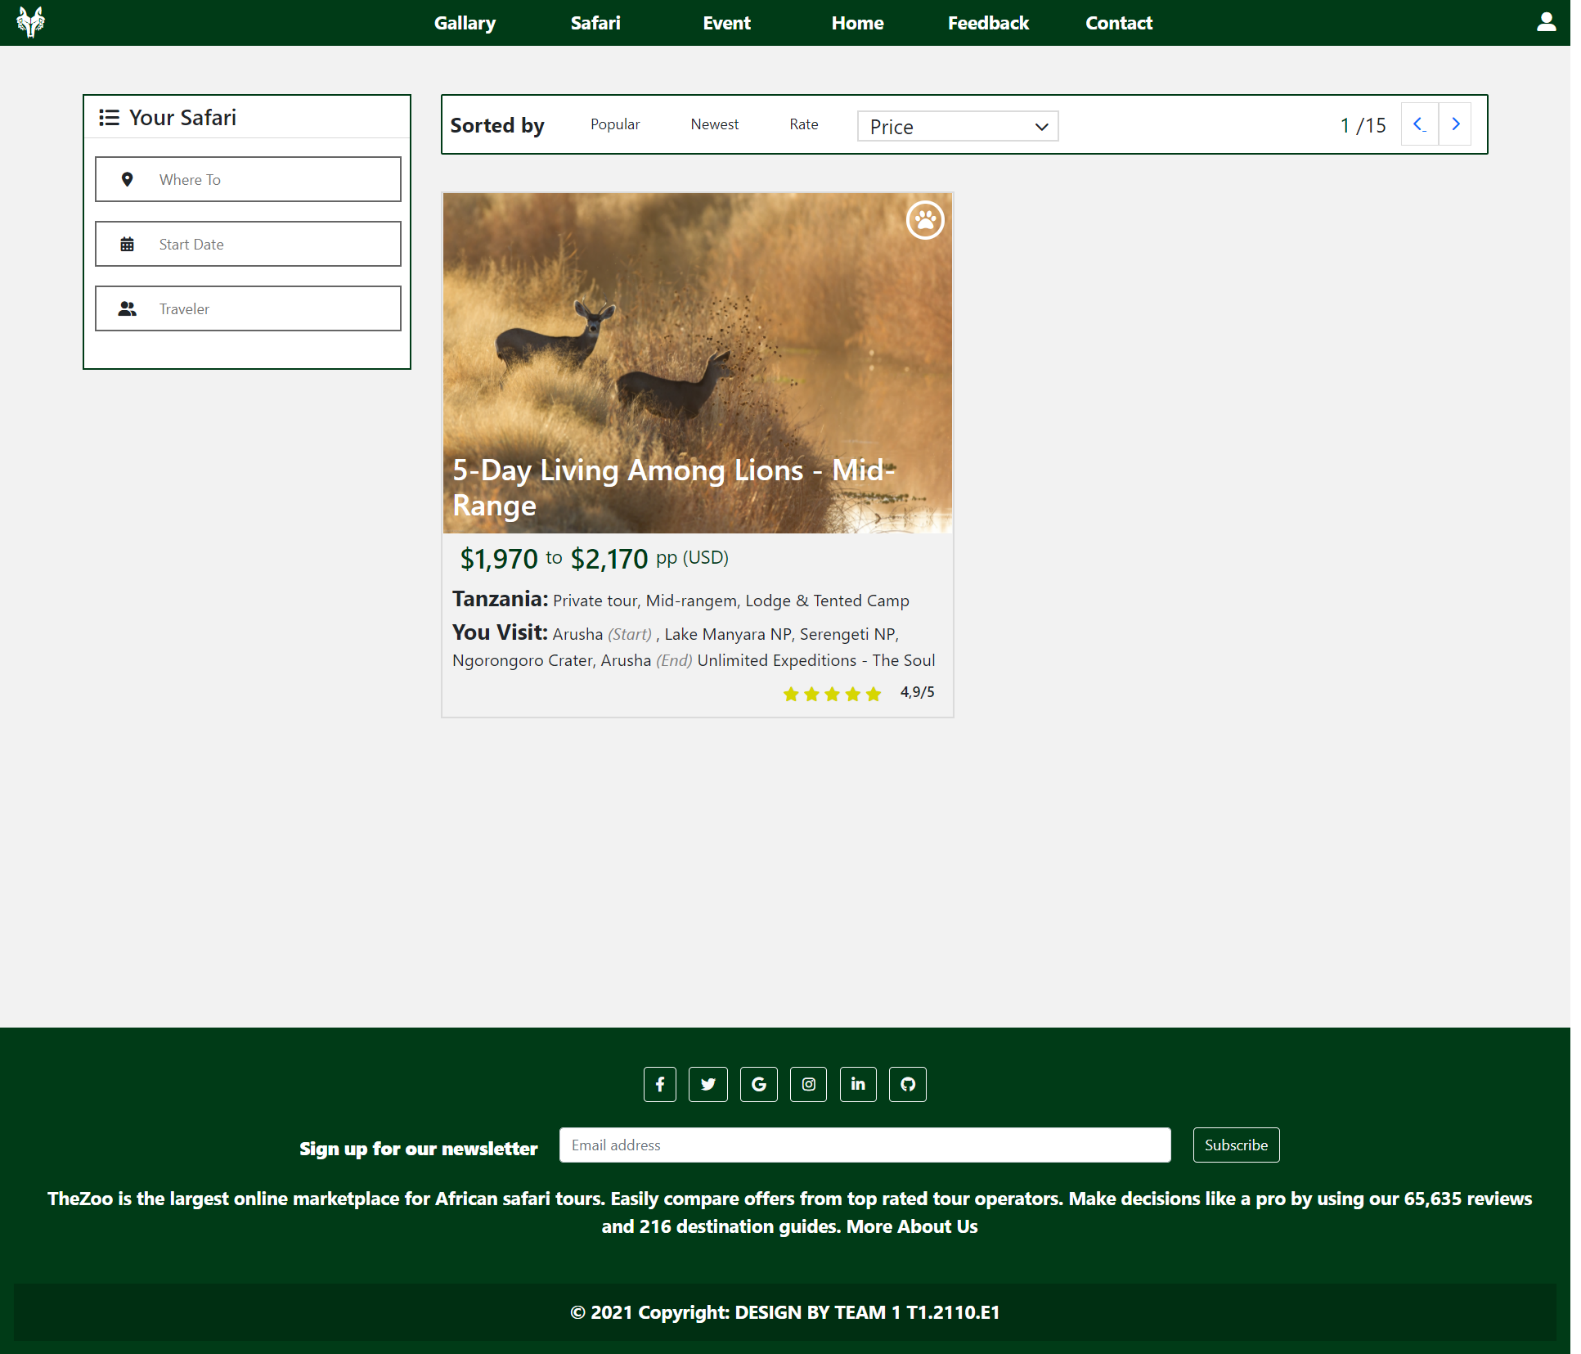 Gallary Safari Event Home Feedback Contact
Your Safari
Where To
Start Date
Traveler
Sorted by Popular Newest Rate Price 1 /15
5-Day Living Among Lions - Mid-
Range
$1,970 to $2,170 pp (USD)
Tanzania: Private tour, Mid-rangem, Lodge & Tented Camp
You Visit: Arusha (Start) , Lake Manyara NP, Serengeti NP,
Ngorongoro Crater, Arusha (End) Unlimited Expeditions - The Soul
4,9/5
Sign up for our newsletter Email address Subscribe
TheZoo is the largest online marketplace for African safari tours. Easily compare offers from top rated tour operators. Make decisions like a pro by using our 65,635 reviews
and 216 destination guides. More About Us
© 2021 Copyright: DESIGN BY TEAM 1 T1.2110.E1